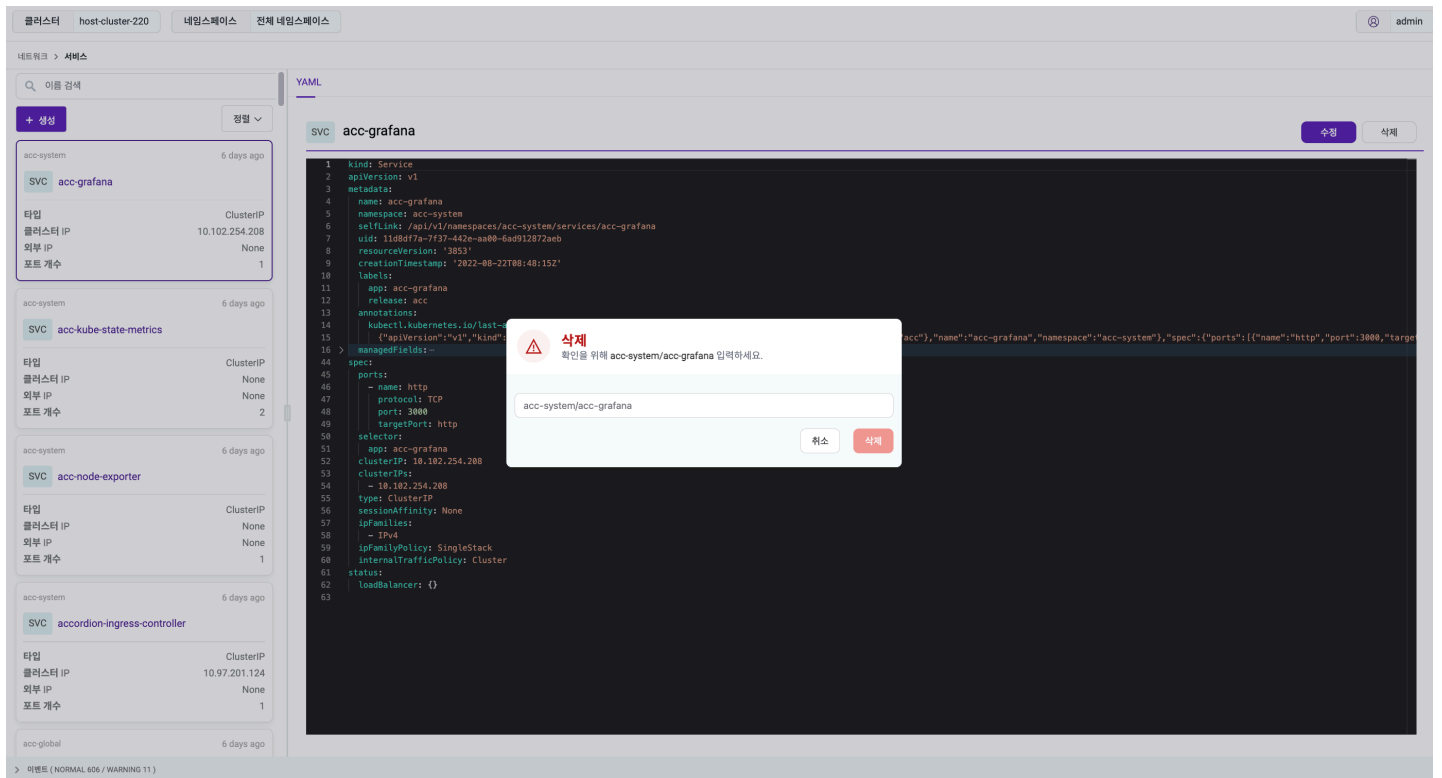 클러스터 host-cluster-220 네임스페이스 전체 네임스페이스 admin
네트워크 > 서비스
이름 검색
+ 생성 정렬
acc-system 6 days ago
SVC acc-grafana
타입 ClusterIP
클러스터 IP 10.102.254.208
외부 IP None
포트 개수 1
acc-system 6 days ago
SVC acc-kube-state-metrics
타입 ClusterIP
클러스터 IP None
외부 IP None
포트 개수 2
acc-system 6 days ago
SVC acc-node-exporter
타입 ClusterIP
클러스터 IP None
외부 IP None
포트 개수 1
acc-system 6 days ago
SVC accordion-ingress-controller
타입 ClusterIP
클러스터 IP 10.97.201.124
외부 IP None
포트 개수 1
acc-global 6 days ago
YAML
SVC acc-grafana 수정 삭제
1 kind: Service
2 apiVersion: v1
3 metadata:
4 name: acc-grafana
5 namespace: acc-system
6 selfLink: /api/v1/namespaces/acc-system/services/acc-grafana
7 uid: 11d8df7a-7f37-442e-aa00-6ad912872aeb
8 resourceVersion: '3853'
9 creationTimestamp: '2022-08-22T08:48:15Z'
10 labels:
11 app: acc-grafana
12 release: acc
13 annotations:
14 kubectl.kubernetes.io/last-a
15 {"apiVersion":"v1","kind": "acc"},"name":"acc-grafana","namespace":"acc-system"},"spec":{"ports":[{"name":"http","port":3000,"targe
16 > managedFields:–
44 spec:
45 ports:
46 - name: http
47 protocol: TCP
48 port: 3000
49 targetPort: http
50 selector:
51 app: acc-grafana
52 clusterIP: 10.102.254.208
53 clusterIPs:
54 - 10.102.254.208
55 type: ClusterIP
56 sessionAffinity: None
57 ipFamilies:
58 - IPv4
59 ipFamilyPolicy: SingleStack
60 internalTrafficPolicy: Cluster
61 status:
62 loadBalancer: {}
63
삭제
확인을 위해 acc-system/acc-grafana 입력하세요.
acc-system/acc-grafana
취소 삭제
> 이벤트 ( NORMAL 606 / WARNING 11 )